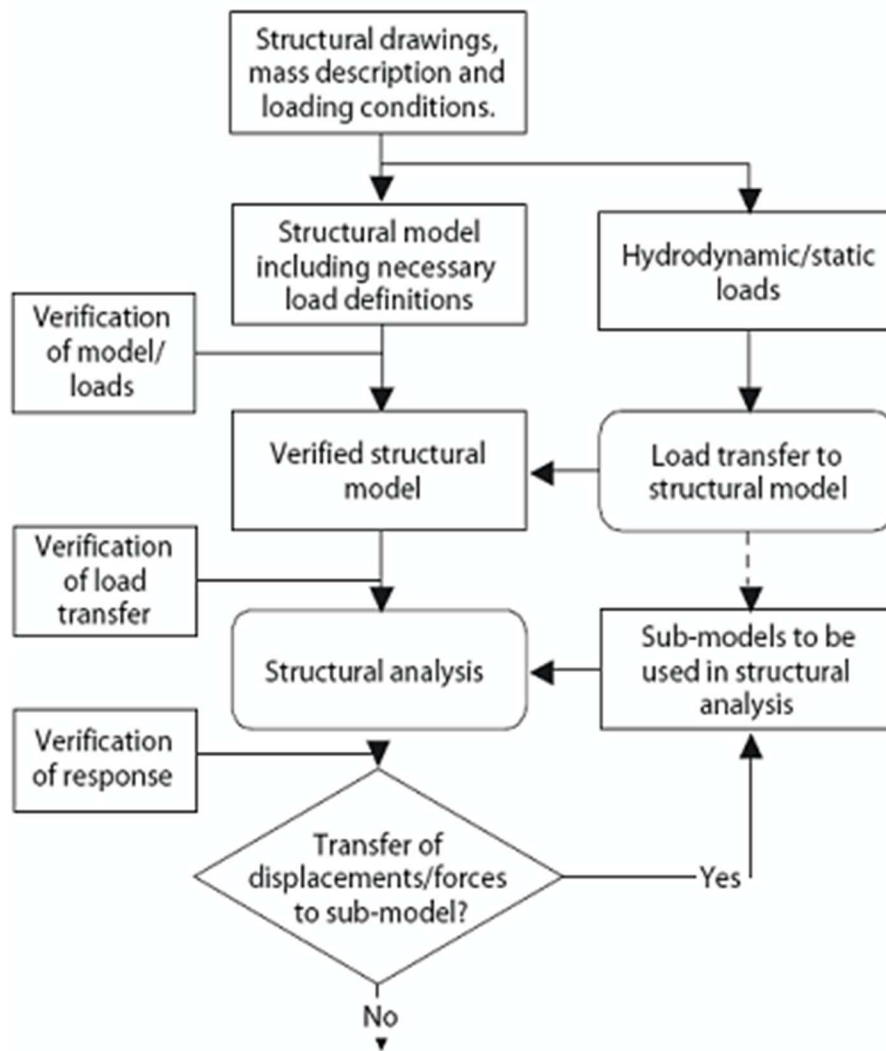 Structural drawings,
mass description and
loading conditions.
Structural model
including necessary
load definitions
Hydrodynamic/static
loads
Verification
of model/
loads
Verified structural
model
Load transfer to
structural model
Verification
of load
transfer
Structural analysis
Sub-models to be
used in structural
analysis
Verification
of response
Transfer of
displacements/forces
to sub-model?
Yes
No